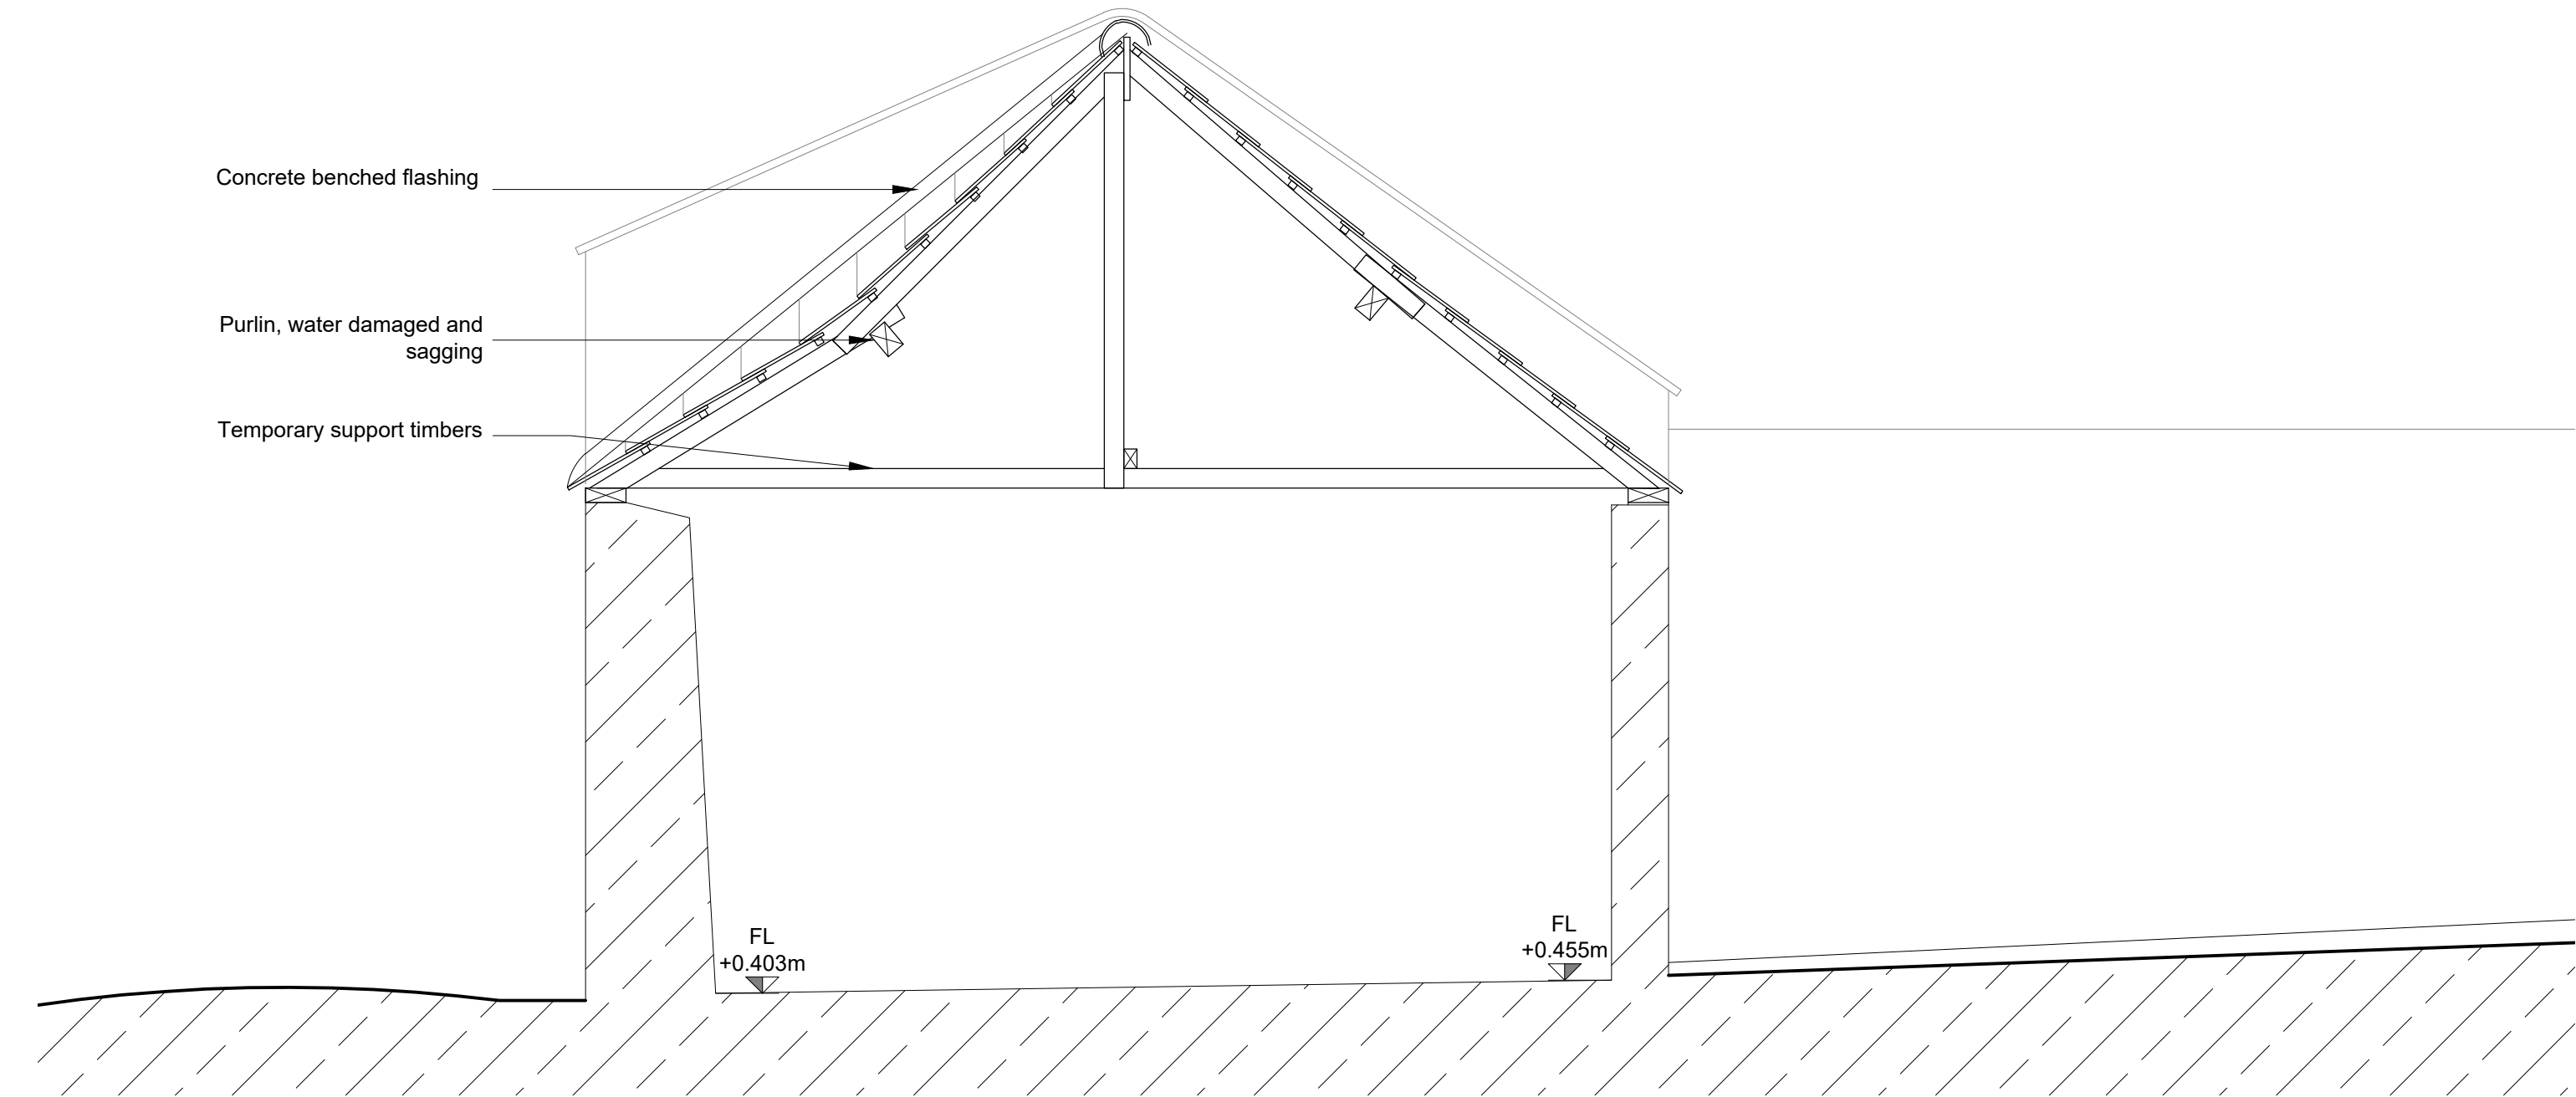 Concrete benched flashing
Purlin, water damaged and
sagging
Temporary support timbers
FL
+0.403m
FL
+0.455m